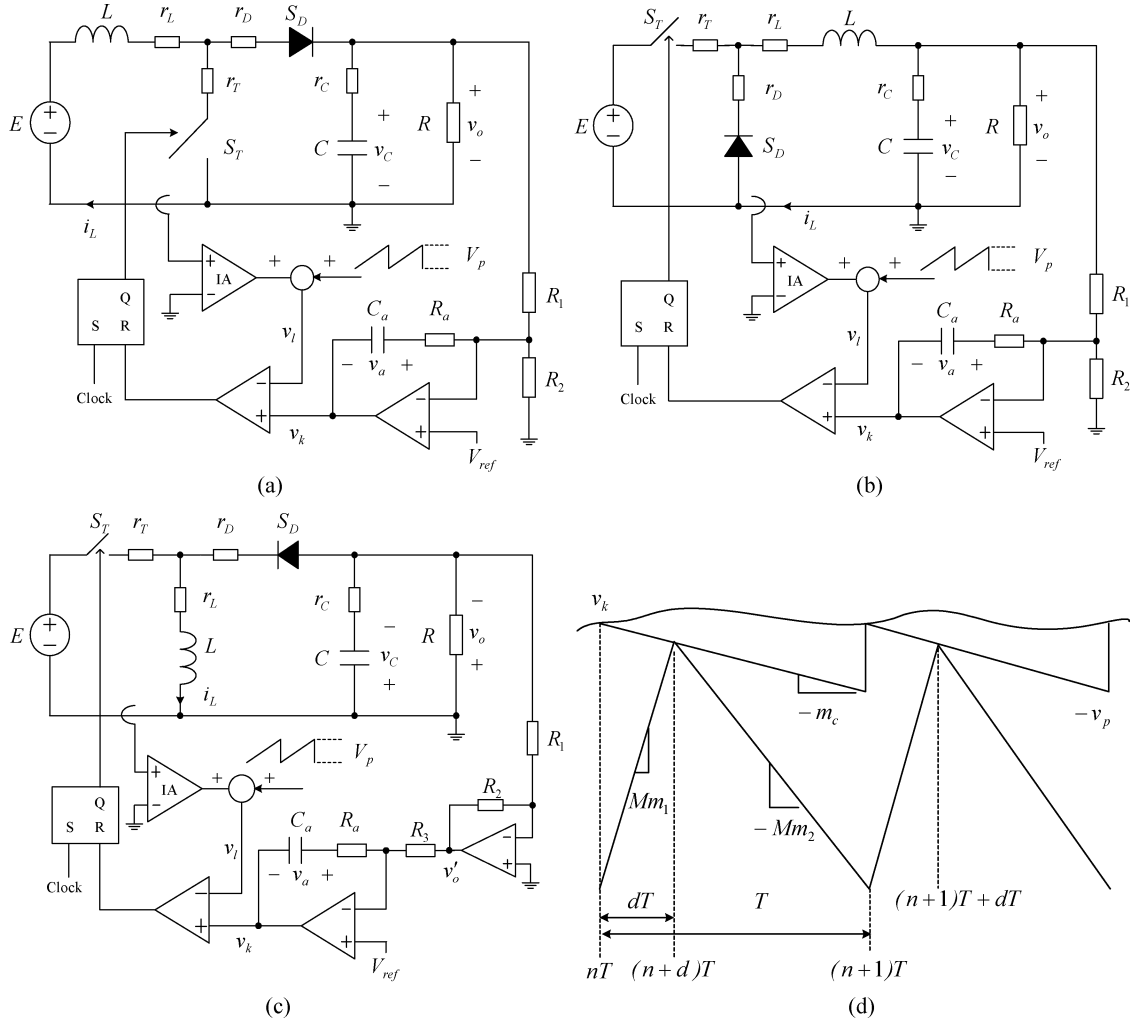 L r_L r_D S_D
r_T r_C
E S_T C + v_C − R + v_o −
i_L
+ − IA + + V_p
Q
S R v_l C_a R_a R_1
− v_a + R_2
Clock − + v_k − +
V_ref
(a)
S_T r_T r_L L
r_D r_C
E S_D C + v_C − R + v_o −
i_L
+ − IA + + V_p
Q
S R v_l C_a R_a R_1
− v_a + R_2
Clock − + v_k − +
V_ref
(b)
S_T r_T r_D S_D
r_L r_C
E L C − v_C + R − v_o +
i_L
+ − IA + + V_p R_1
Q
S R v_l C_a R_a R_3 R_2
− v_a + v'_o − +
Clock − + v_k − +
V_ref
(c)
v_k
−m_c −v_p
Mm_1 −Mm_2
dT T (n+1)T+dT
nT (n+d)T (n+1)T
(d)